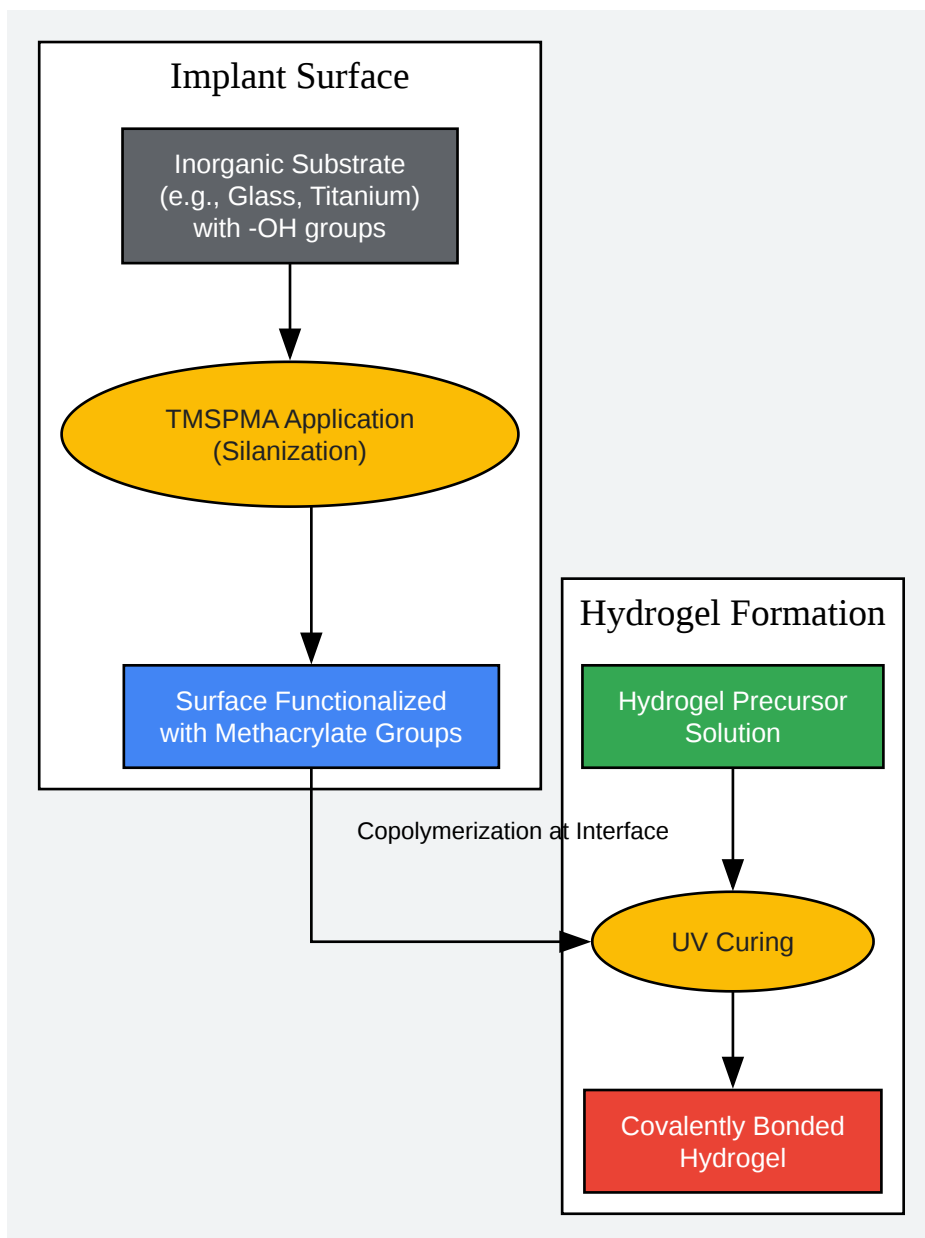 Implant Surface
Inorganic Substrate
(e.g., Glass, Titanium)
with -OH groups
TMSPMA Application
(Silanization)
Surface Functionalized
with Methacrylate Groups
Hydrogel Formation
Hydrogel Precursor
Solution
Copolymerization at Interface
UV Curing
Covalently Bonded
Hydrogel